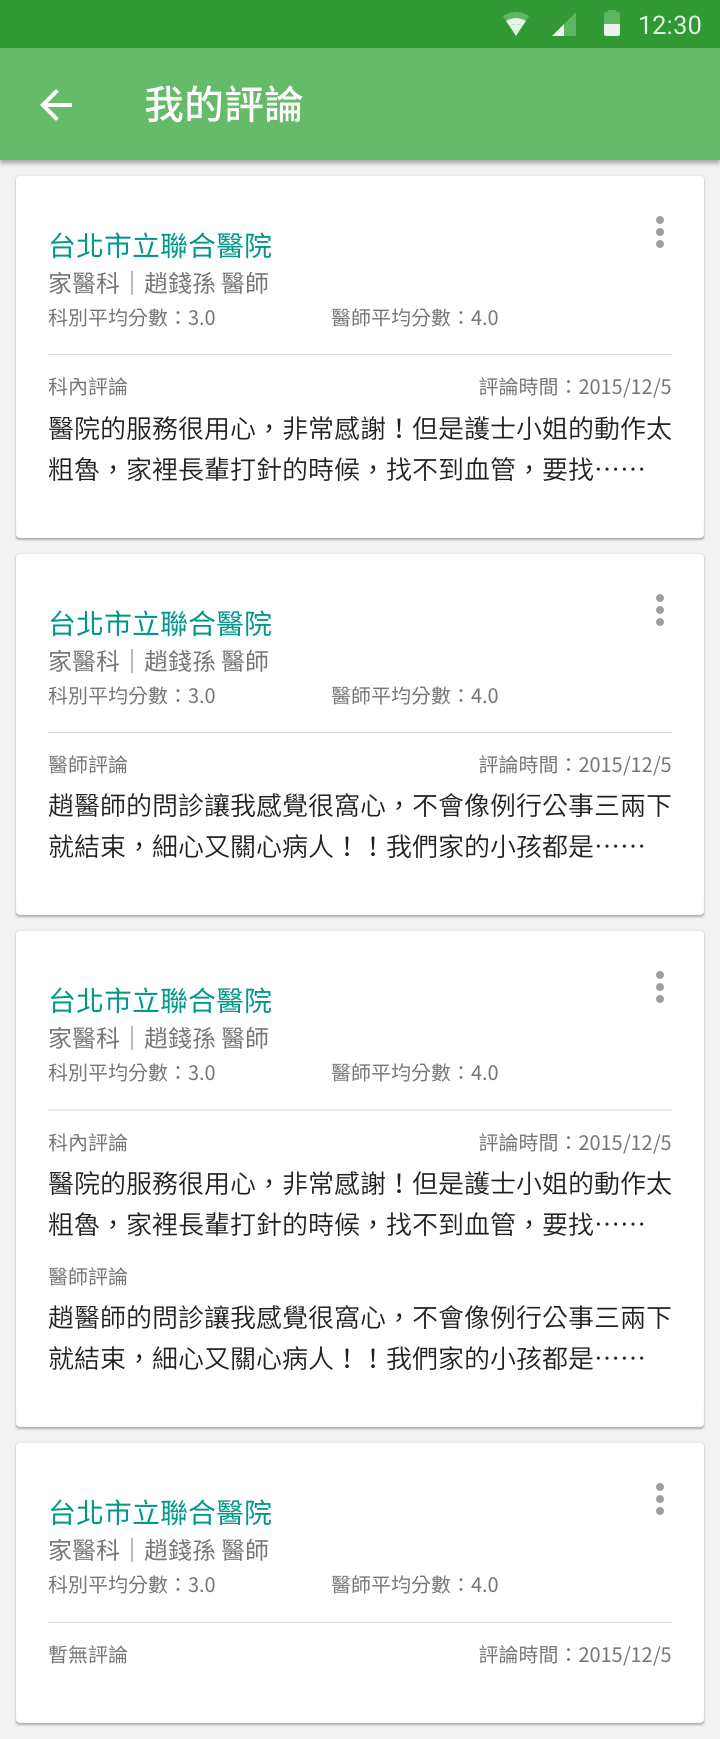 12:30
我的評論
台北市立聯合醫院
家醫科｜趙錢孫 醫師
科別平均分數：3.0 醫師平均分數：4.0
科內評論 評論時間：2015/12/5
醫院的服務很用心，非常感謝！但是護士小姐的動作太
粗魯，家裡長輩打針的時候，找不到血管，要找⋯⋯
台北市立聯合醫院
家醫科｜趙錢孫 醫師
科別平均分數：3.0 醫師平均分數：4.0
醫師評論 評論時間：2015/12/5
趙醫師的問診讓我感覺很窩心，不會像例行公事三兩下
就結束，細心又關心病人！！我們家的小孩都是⋯⋯
台北市立聯合醫院
家醫科｜趙錢孫 醫師
科別平均分數：3.0 醫師平均分數：4.0
科內評論 評論時間：2015/12/5
醫院的服務很用心，非常感謝！但是護士小姐的動作太
粗魯，家裡長輩打針的時候，找不到血管，要找⋯⋯
醫師評論
趙醫師的問診讓我感覺很窩心，不會像例行公事三兩下
就結束，細心又關心病人！！我們家的小孩都是⋯⋯
台北市立聯合醫院
家醫科｜趙錢孫 醫師
科別平均分數：3.0 醫師平均分數：4.0
暫無評論 評論時間：2015/12/5